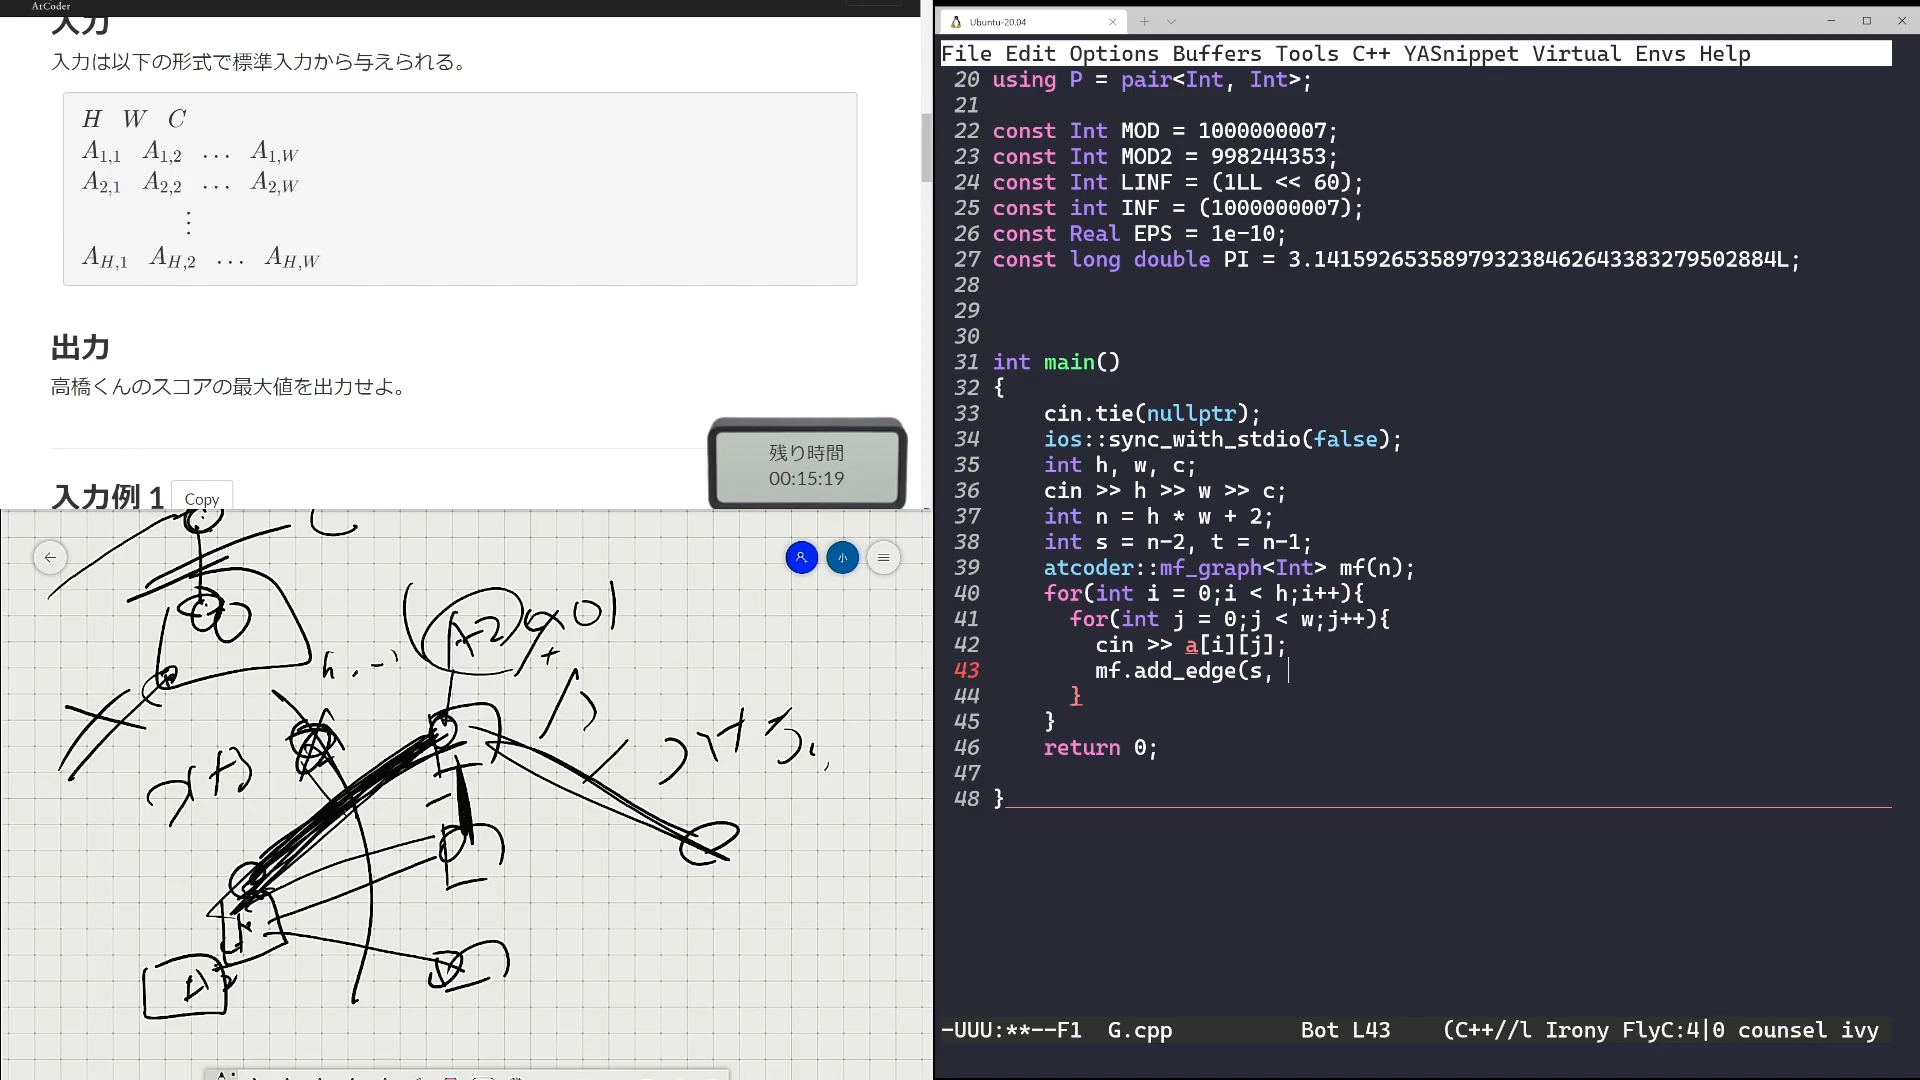 AtCoder
入力
入力は以下の形式で標準入力から与えられる。
H W C
A1,1 A1,2 … A1,W
A2,1 A2,2 … A2,W
⋮
AH,1 AH,2 … AH,W
出力
高橋くんのスコアの最大値を出力せよ。
残り時間
00:15:19
入力例 1 Copy
小
Ubuntu-20.04
File Edit Options Buffers Tools C++ YASnippet Virtual Envs Help
20 using P = pair<Int, Int>;
21
22 const Int MOD = 1000000007;
23 const Int MOD2 = 998244353;
24 const Int LINF = (1LL << 60);
25 const int INF = (1000000007);
26 const Real EPS = 1e-10;
27 const long double PI = 3.141592653589793238462643383279502884L;
28
29
30
31 int main()
32 {
33 cin.tie(nullptr);
34 ios::sync_with_stdio(false);
35 int h, w, c;
36 cin >> h >> w >> c;
37 int n = h * w + 2;
38 int s = n-2, t = n-1;
39 atcoder::mf_graph<Int> mf(n);
40 for(int i = 0;i < h;i++){
41 for(int j = 0;j < w;j++){
42 cin >> a[i][j];
43 mf.add_edge(s,
44 }
45 }
46 return 0;
47
48 }
-UUU:**--F1 G.cpp Bot L43 (C++//l Irony FlyC:4|0 counsel ivy